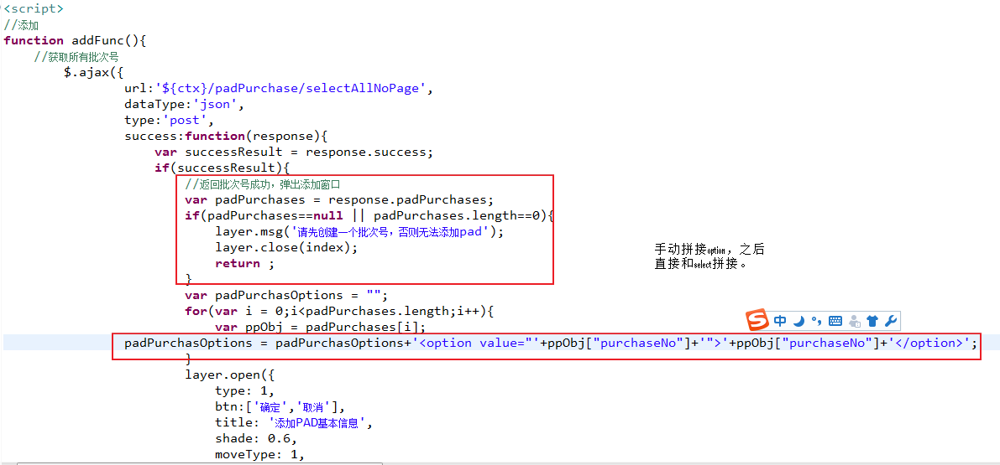 <script>
//添加
function addFunc(){
//获取所有批次号
$.ajax({
url:'${ctx}/padPurchase/selectAllNoPage',
dataType:'json',
type:'post',
success:function(response){
var successResult = response.success;
if(successResult){
//返回批次号成功，弹出添加窗口
var padPurchases = response.padPurchases;
if(padPurchases==null || padPurchases.length==0){
layer.msg('请先创建一个批次号，否则无法添加pad');
layer.close(index);
return ;
}
var padPurchasOptions = "";
for(var i = 0;i<padPurchases.length;i++){
var ppObj = padPurchases[i];
padPurchasOptions = padPurchasOptions+'<option value="'+ppObj["purchaseNo"]+'">'+ppObj["purchaseNo"]+'</option>';
}
layer.open({
type: 1,
btn:['确定','取消'],
title: '添加PAD基本信息',
shade: 0.6,
moveType: 1,
手动拼接option，之后
直接和select拼接。
S中